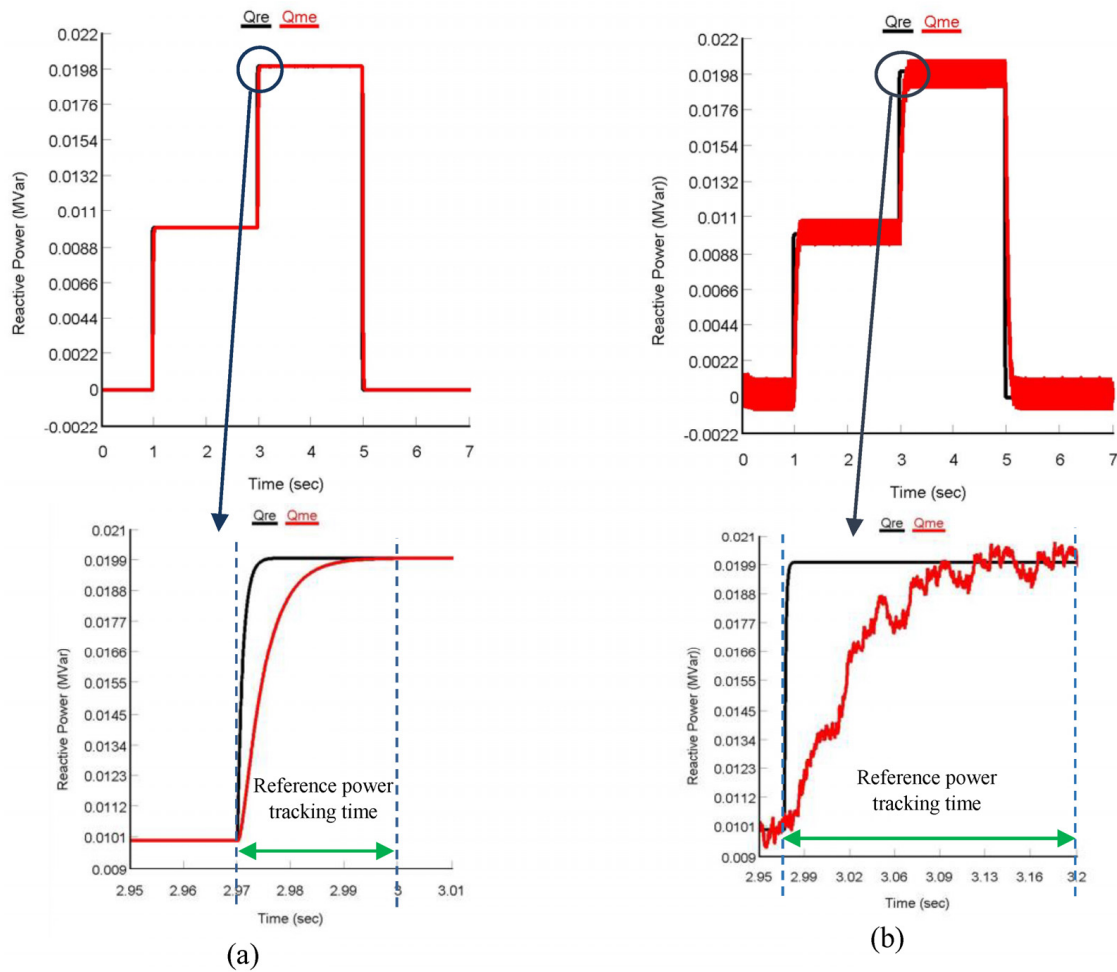 Qre Qme
0.022
0.0198
0.0176
0.0154
0.0132
0.011
0.0088
0.0066
0.0044
0.0022
0
-0.0022
Reactive Power (MVar)
0 1 2 3 4 5 6 7
Time (sec)
Qre Qme
0.022
0.0198
0.0176
0.0154
0.0132
0.011
0.0088
0.0066
0.0044
0.0022
0
-0.0022
Reactive Power (MVar))
0 1 2 3 4 5 6 7
Time (sec)
Qre Qme
0.021
0.0199
0.0188
0.0177
0.0166
0.0155
0.0145
0.0134
0.0123
0.0112
0.0101
0.009
Reactive Power (MVar)
Reference power
tracking time
2.95 2.96 2.97 2.98 2.99 3 3.01
Time (sec)
(a)
Qre Qme
0.021
0.0199
0.0188
0.0177
0.0166
0.0155
0.0145
0.0134
0.0123
0.0112
0.0101
0.009
Reactive Power (MVar))
Reference power
tracking time
2.95 2.99 3.02 3.06 3.09 3.13 3.16 3.2
Time (sec)
(b)